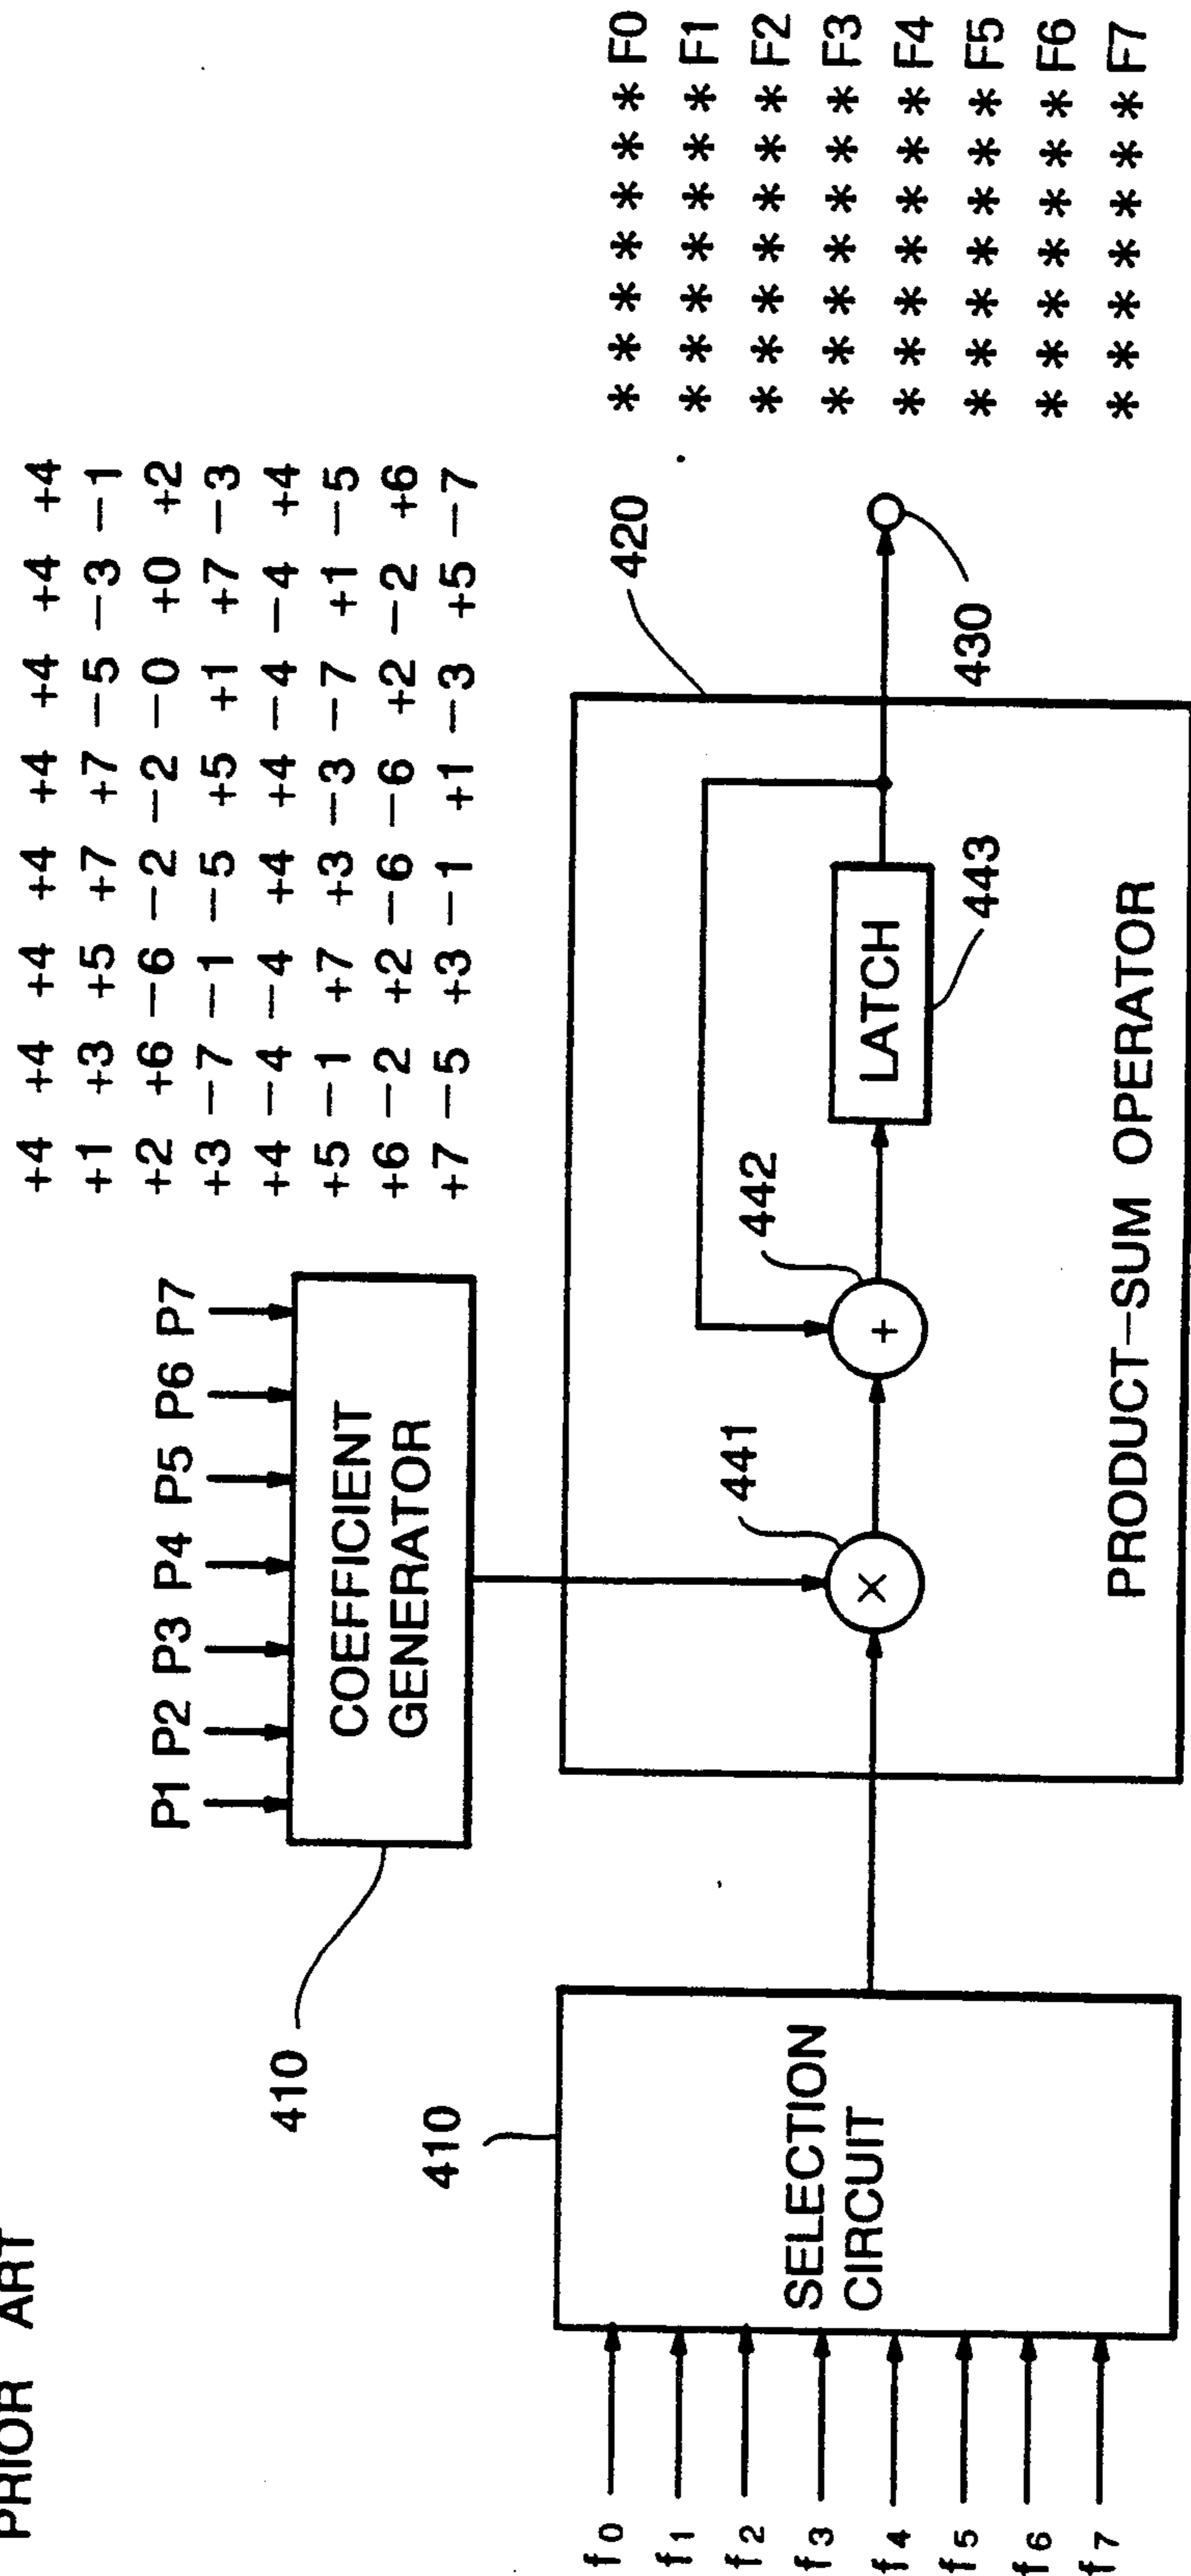 PRIOR ART
+4 +4 +4 +4 +4 +4 +4 +4
+1 +3 +5 +7 +7 −5 −3 −1
+2 +6 −6 −2 −2 −0 +0 +2
+3 −7 −1 −5 +5 +1 +7 −3
+4 −4 −4 +4 +4 −4 −4 +4
+5 −1 +7 +3 −3 −7 +1 −5
+6 −2 +2 −6 −6 +2 −2 +6
+7 −5 +3 −1 +1 −3 +5 −7
P1 P2 P3 P4 P5 P6 P7
COEFFICIENT
GENERATOR
410
410
SELECTION
CIRCUIT
f0
f1
f2
f3
f4
f5
f6
f7
420
441
×
442
+
LATCH
443
PRODUCT−SUM OPERATOR
430
* * * * * * * F0
* * * * * * * F1
* * * * * * * F2
* * * * * * * F3
* * * * * * * F4
* * * * * * * F5
* * * * * * * F6
* * * * * * * F7